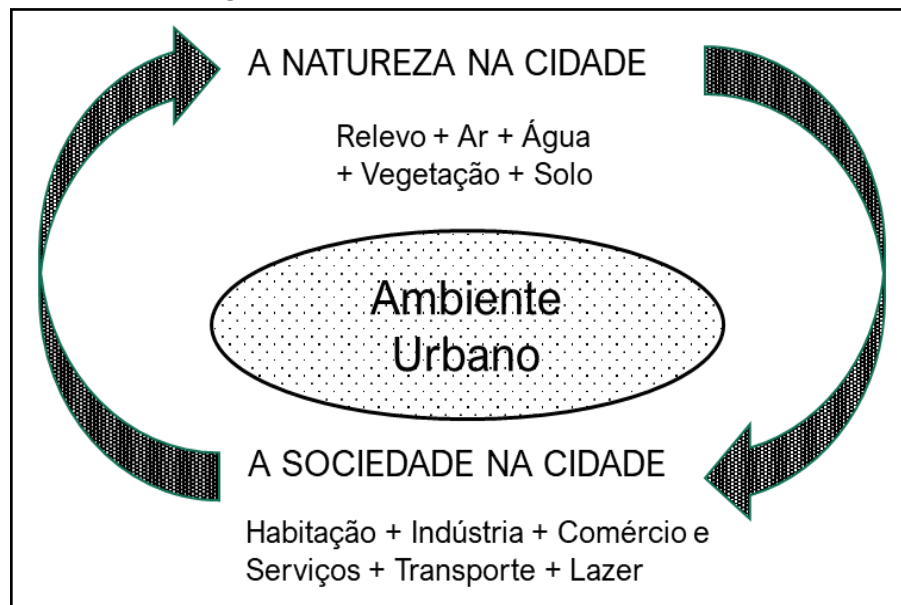 A NATUREZA NA CIDADE
Relevo + Ar + Água
+ Vegetação + Solo
Ambiente
Urbano
A SOCIEDADE NA CIDADE
Habitação + Indústria + Comércio e
Serviços + Transporte + Lazer